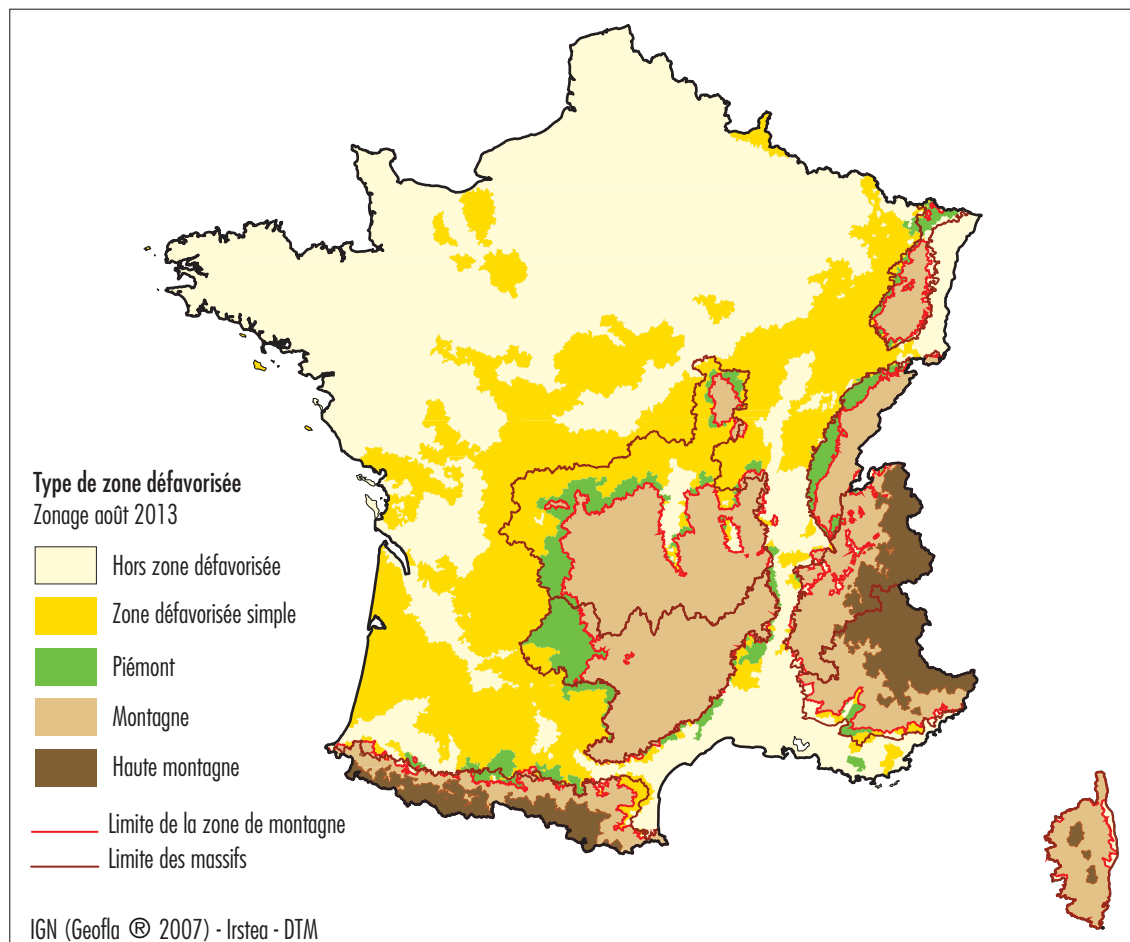 Type de zone défavorisée
Zonage août 2013
Hors zone défavorisée
Zone défavorisée simple
Piémont
Montagne
Haute montagne
Limite de la zone de montagne
Limite des massifs
IGN (Geofla ® 2007) - Irstea - DTM